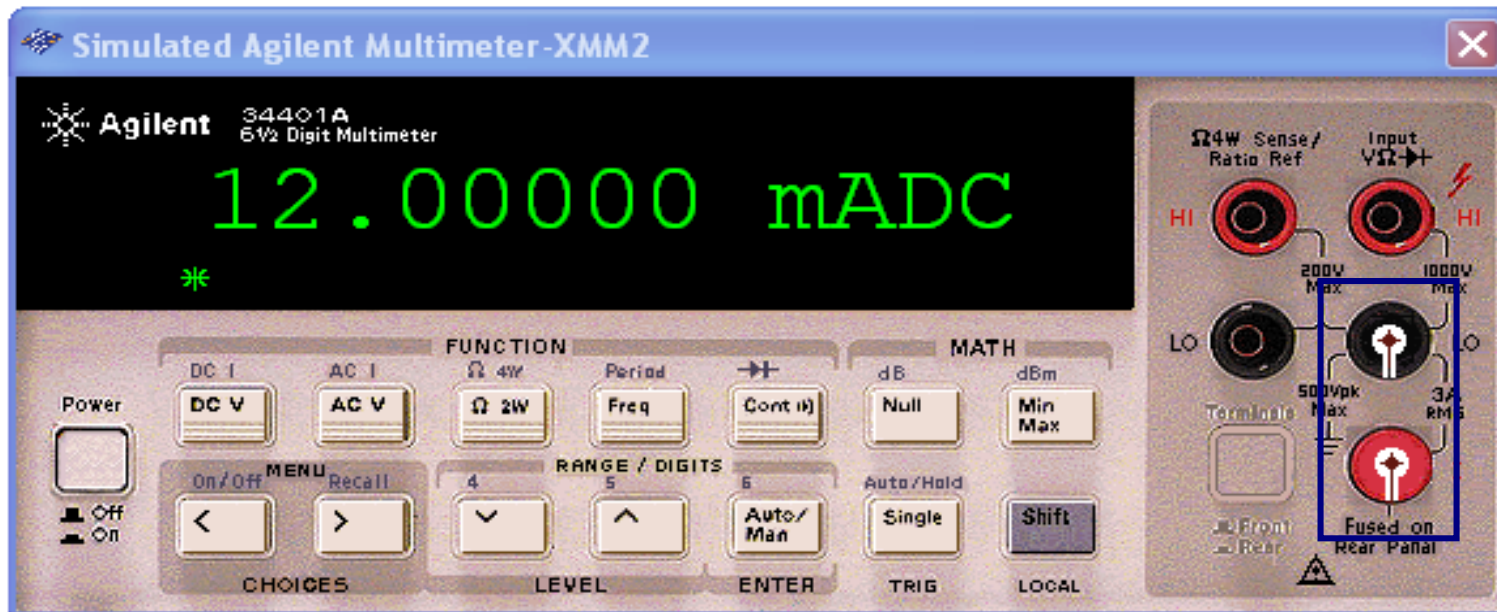 Simulated Agilent Multimeter-XMM2
Agilent 34401A
6½ Digit Multimeter
12.00000 mADC
Ω4W Sense/ Ratio Ref
Input VΩ
HI
HI
200V Max
1000V Max
LO
LO
500Vpk Max
3A RMS
Terminals
Front
Rear
Fused on Rear Panal
FUNCTION
MATH
DC I
AC I
Ω 4W
Period
dB
dBm
Power
DC V
AC V
Ω 2W
Freq
Cont
Null
Min Max
Off
On
MENU
RANGE / DIGITS
On/Off
Recall
4
5
6
Auto/Hold
<
>
Auto/ Man
Single
Shift
CHOICES
LEVEL
ENTER
TRIG
LOCAL